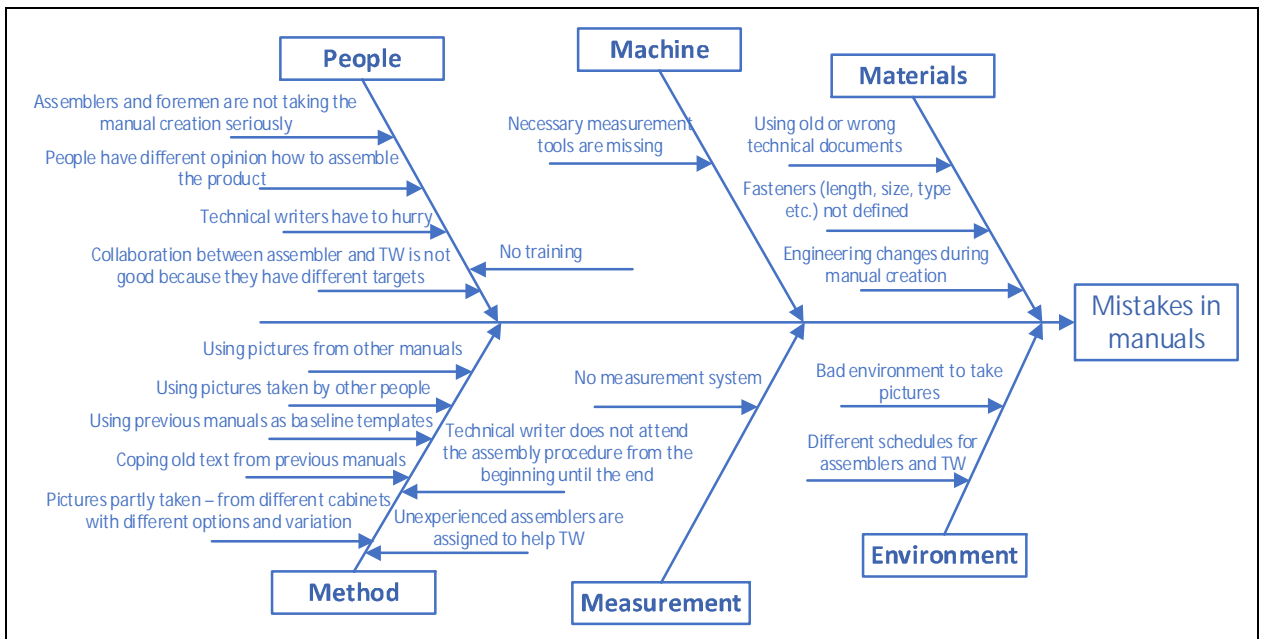 People
Assemblers and foremen are not taking the
manual creation seriously
People have different opinion how to assemble
the product
Technical writers have to hurry
Collaboration between assembler and TW is not
good because they have different targets
No training
Machine
Necessary measurement
tools are missing
Materials
Using old or wrong
technical documents
Fasteners (length, size, type
etc.) not defined
Engineering changes during
manual creation
Mistakes in
manuals
Using pictures from other manuals
Using pictures taken by other people
Using previous manuals as baseline templates
Coping old text from previous manuals
Pictures partly taken – from different cabinets
with different options and variation
Technical writer does not attend
the assembly procedure from the
beginning until the end
Unexperienced assemblers are
assigned to help TW
Method
No measurement system
Measurement
Bad environment to take
pictures
Different schedules for
assemblers and TW
Environment